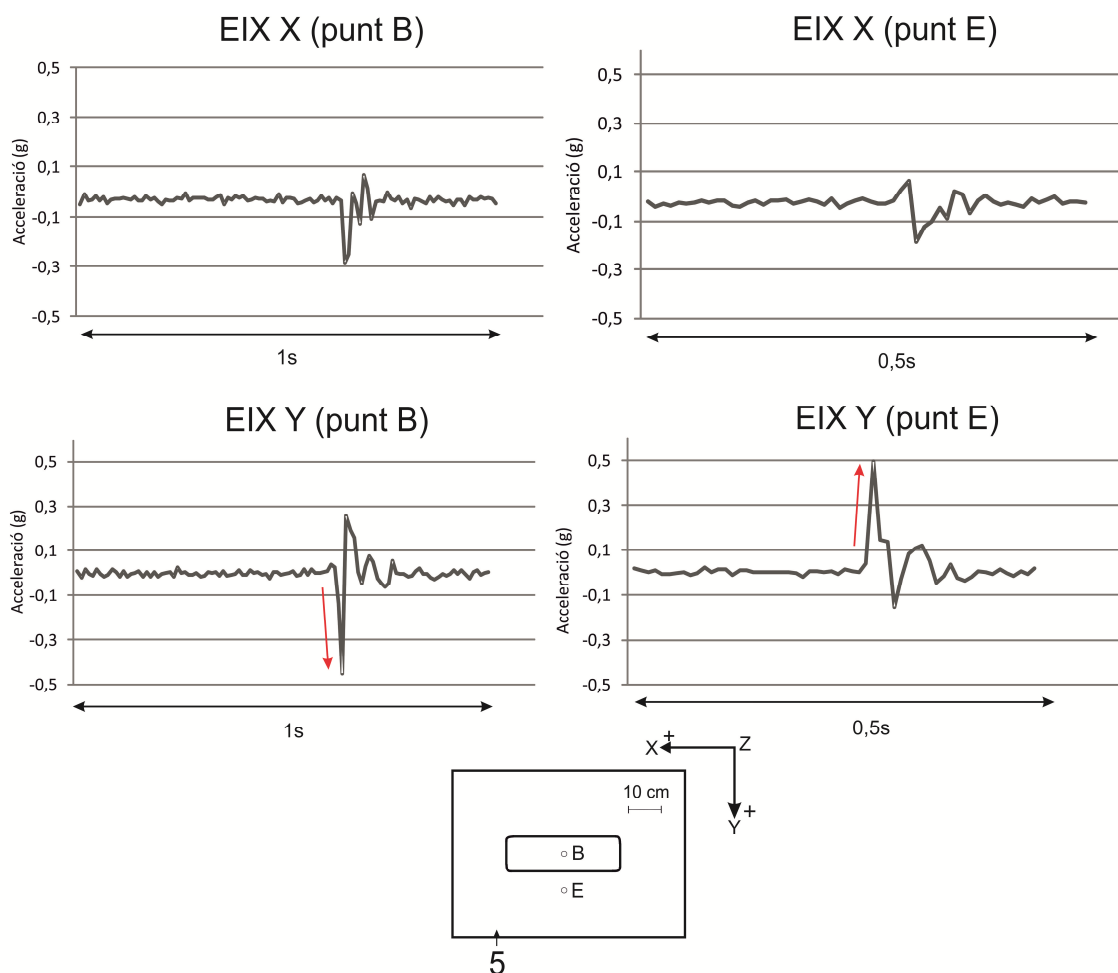 EIX X (punt B)
Acceleració (g)
0,5
0,3
0,1
-0,1
-0,3
-0,5
1s
EIX X (punt E)
Acceleració (g)
0,5
0,3
0,1
-0,1
-0,3
-0,5
0,5s
EIX Y (punt B)
Acceleració (g)
0,5
0,3
0,1
-0,1
-0,3
-0,5
1s
EIX Y (punt E)
Acceleració (g)
0,5
0,3
0,1
-0,1
-0,3
-0,5
0,5s
X + Z
Y +
10 cm
B
E
5